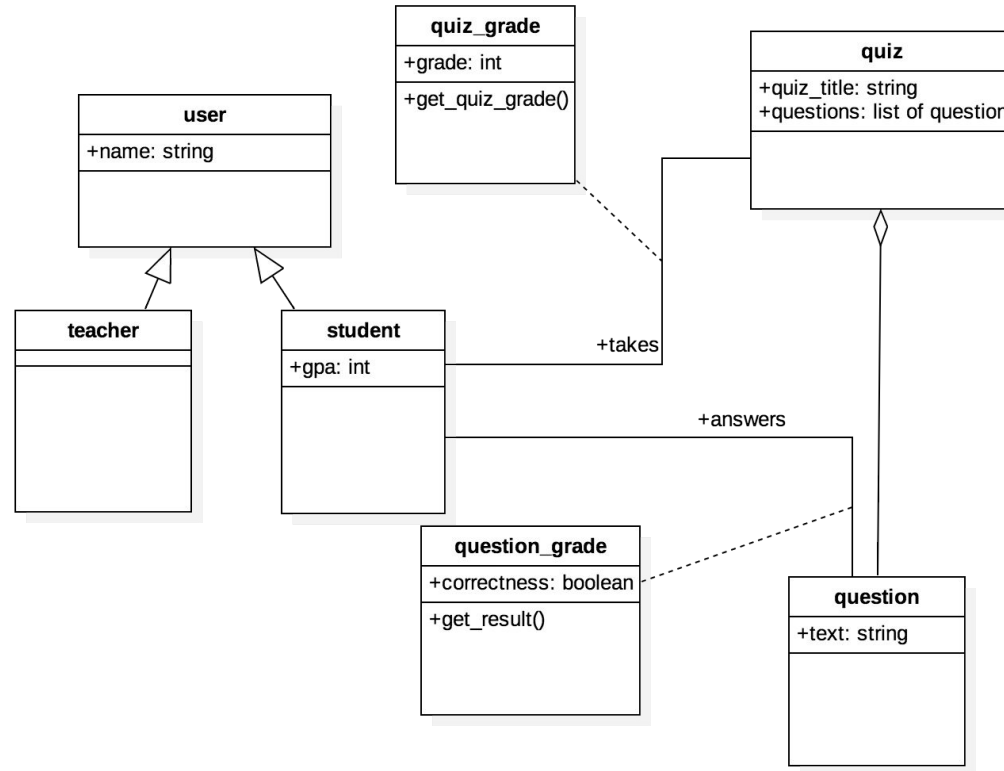 quiz_grade
+grade: int
+get_quiz_grade()
quiz
+quiz_title: string
+questions: list of question
user
+name: string
teacher
student
+gpa: int
+takes
+answers
question_grade
+correctness: boolean
+get_result()
question
+text: string